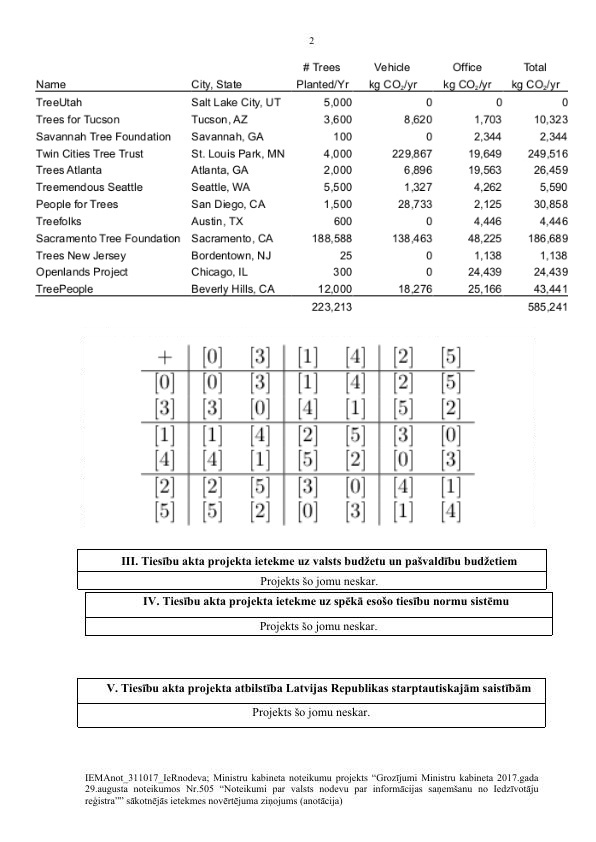 2
# Trees Vehicle Office Total
Name City, State Planted/Yr kg CO₂/yr kg CO₂/yr kg CO₂/yr
TreeUtah Salt Lake City, UT 5,000 0 0 0
Trees for Tucson Tucson, AZ 3,600 8,620 1,703 10,323
Savannah Tree Foundation Savannah, GA 100 0 2,344 2,344
Twin Cities Tree Trust St. Louis Park, MN 4,000 229,867 19,649 249,516
Trees Atlanta Atlanta, GA 2,000 6,896 19,563 26,459
Treemendous Seattle Seattle, WA 5,500 1,327 4,262 5,590
People for Trees San Diego, CA 1,500 28,733 2,125 30,858
Treefolks Austin, TX 600 0 4,446 4,446
Sacramento Tree Foundation Sacramento, CA 188,588 138,463 48,225 186,689
Trees New Jersey Bordentown, NJ 25 0 1,138 1,138
Openlands Project Chicago, IL 300 0 24,439 24,439
TreePeople Beverly Hills, CA 12,000 18,276 25,166 43,441
223,213 585,241
+ [0] [3] [1] [4] [2] [5]
[0] [0] [3] [1] [4] [2] [5]
[3] [3] [0] [4] [1] [5] [2]
[1] [1] [4] [2] [5] [3] [0]
[4] [4] [1] [5] [2] [0] [3]
[2] [2] [5] [3] [0] [4] [1]
[5] [5] [2] [0] [3] [1] [4]
III. Tiesību akta projekta ietekme uz valsts budžetu un pašvaldību budžetiem
Projekts šo jomu neskar.
IV. Tiesību akta projekta ietekme uz spēkā esošo tiesību normu sistēmu
Projekts šo jomu neskar.
V. Tiesību akta projekta atbilstība Latvijas Republikas starptautiskajām saistībām
Projekts šo jomu neskar.
IEMAnot_311017_IeRnodeva; Ministru kabineta noteikumu projekts “Grozījumi Ministru kabineta 2017.gada
29.augusta noteikumos Nr.505 “Noteikumi par valsts nodevu par informācijas saņemšanu no Iedzīvotāju
reģistra”” sākotnējās ietekmes novērtējuma ziņojums (anotācija)